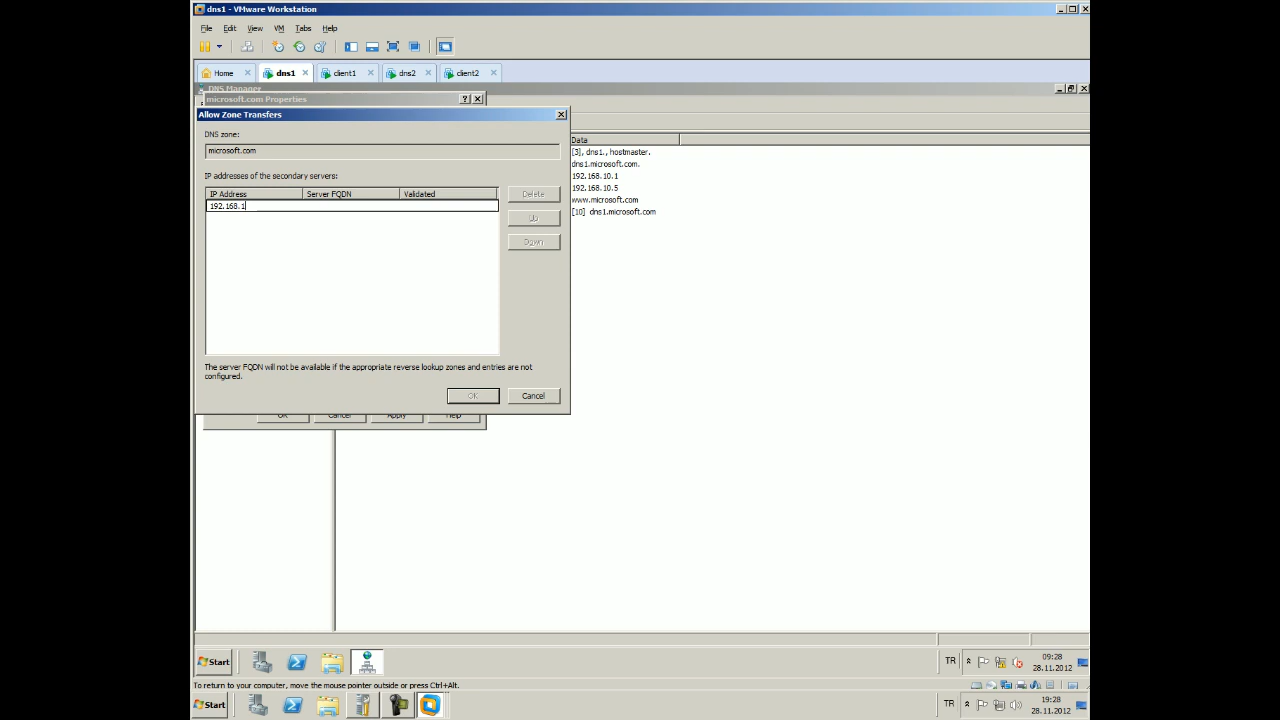 dns1 - VMware Workstation
File Edit View VM Tabs Help
Home dns1 client1 dns2 client2
DNS Manager
microsoft.com Properties
Allow Zone Transfers
DNS zone:
microsoft.com
IP addresses of the secondary servers:
IP Address Server FQDN Validated
192.168.1
Delete
Up
Down
The server FQDN will not be available if the appropriate reverse lookup zones and entries are not
configured.
OK Cancel
OK Cancel Apply Help
Data
[3], dns1., hostmaster.
dns1.microsoft.com.
192.168.10.1
192.168.10.5
www.microsoft.com
[10] dns1.microsoft.com
Start TR 09:28
28.11.2012
To return to your computer, move the mouse pointer outside or press Ctrl+Alt.
Start TR 19:28
28.11.2012